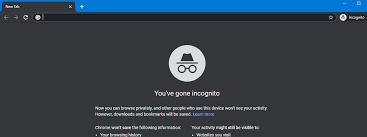 New Tab
Incognito
You've gone incognito
Now you can browse privately, and other people who use this device won't see your activity.
However, downloads and bookmarks will be saved. Learn more
Chrome won't save the following information:
Your activity might still be visible to:
• Your browsing history
• Websites you visit